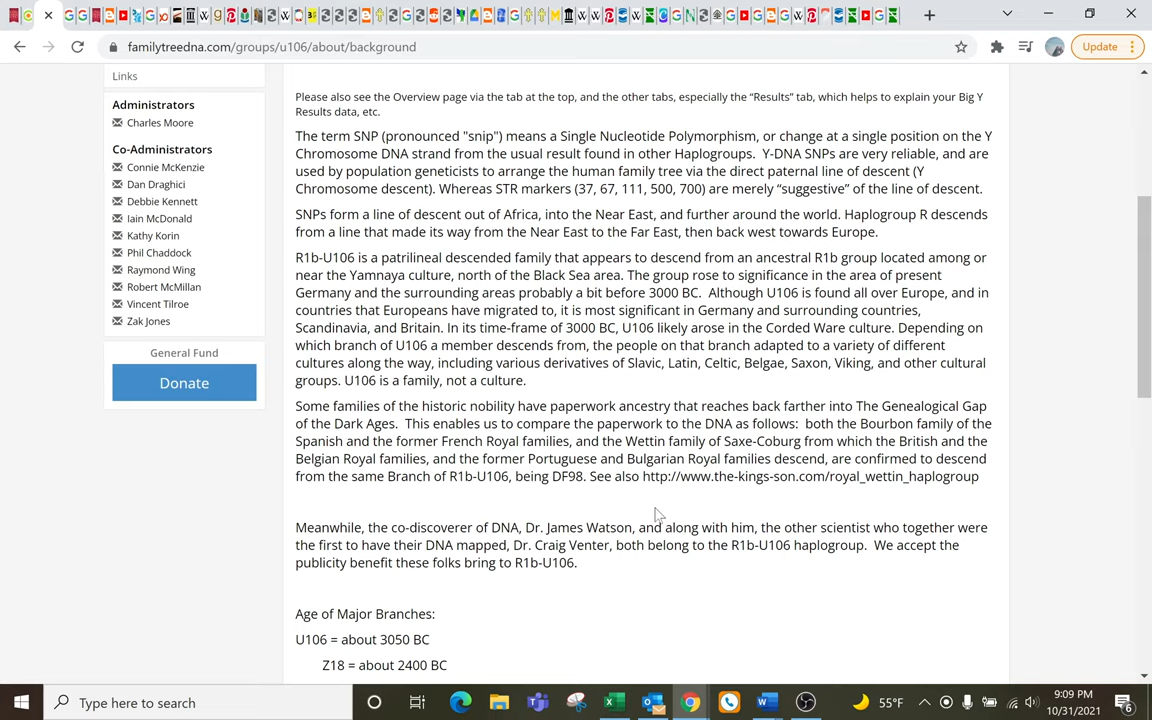 familytreedna.com/groups/u106/about/background
Update
Links
Administrators
Charles Moore
Co-Administrators
Connie McKenzie
Dan Draghici
Debbie Kennett
Iain McDonald
Kathy Korin
Phil Chaddock
Raymond Wing
Robert McMillan
Vincent Tilroe
Zak Jones
General Fund
Donate
Please also see the Overview page via the tab at the top, and the other tabs, especially the “Results” tab, which helps to explain your Big Y
Results data, etc.
The term SNP (pronounced "snip") means a Single Nucleotide Polymorphism, or change at a single position on the Y
Chromosome DNA strand from the usual result found in other Haplogroups.  Y-DNA SNPs are very reliable, and are
used by population geneticists to arrange the human family tree via the direct paternal line of descent (Y
Chromosome descent). Whereas STR markers (37, 67, 111, 500, 700) are merely “suggestive” of the line of descent.
SNPs form a line of descent out of Africa, into the Near East, and further around the world. Haplogroup R descends
from a line that made its way from the Near East to the Far East, then back west towards Europe.
R1b-U106 is a patrilineal descended family that appears to descend from an ancestral R1b group located among or
near the Yamnaya culture, north of the Black Sea area. The group rose to significance in the area of present
Germany and the surrounding areas probably a bit before 3000 BC.  Although U106 is found all over Europe, and in
countries that Europeans have migrated to, it is most significant in Germany and surrounding countries,
Scandinavia, and Britain. In its time-frame of 3000 BC, U106 likely arose in the Corded Ware culture. Depending on
which branch of U106 a member descends from, the people on that branch adapted to a variety of different
cultures along the way, including various derivatives of Slavic, Latin, Celtic, Belgae, Saxon, Viking, and other cultural
groups. U106 is a family, not a culture.
Some families of the historic nobility have paperwork ancestry that reaches back farther into The Genealogical Gap
of the Dark Ages.  This enables us to compare the paperwork to the DNA as follows:  both the Bourbon family of the
Spanish and the former French Royal families, and the Wettin family of Saxe-Coburg from which the British and the
Belgian Royal families, and the former Portuguese and Bulgarian Royal families descend, are confirmed to descend
from the same Branch of R1b-U106, being DF98. See also http://www.the-kings-son.com/royal_wettin_haplogroup
Meanwhile, the co-discoverer of DNA, Dr. James Watson, and along with him, the other scientist who together were
the first to have their DNA mapped, Dr. Craig Venter, both belong to the R1b-U106 haplogroup.  We accept the
publicity benefit these folks bring to R1b-U106.
Age of Major Branches:
U106 = about 3050 BC
Z18 = about 2400 BC
Type here to search
55°F
9:09 PM
10/31/2021
6